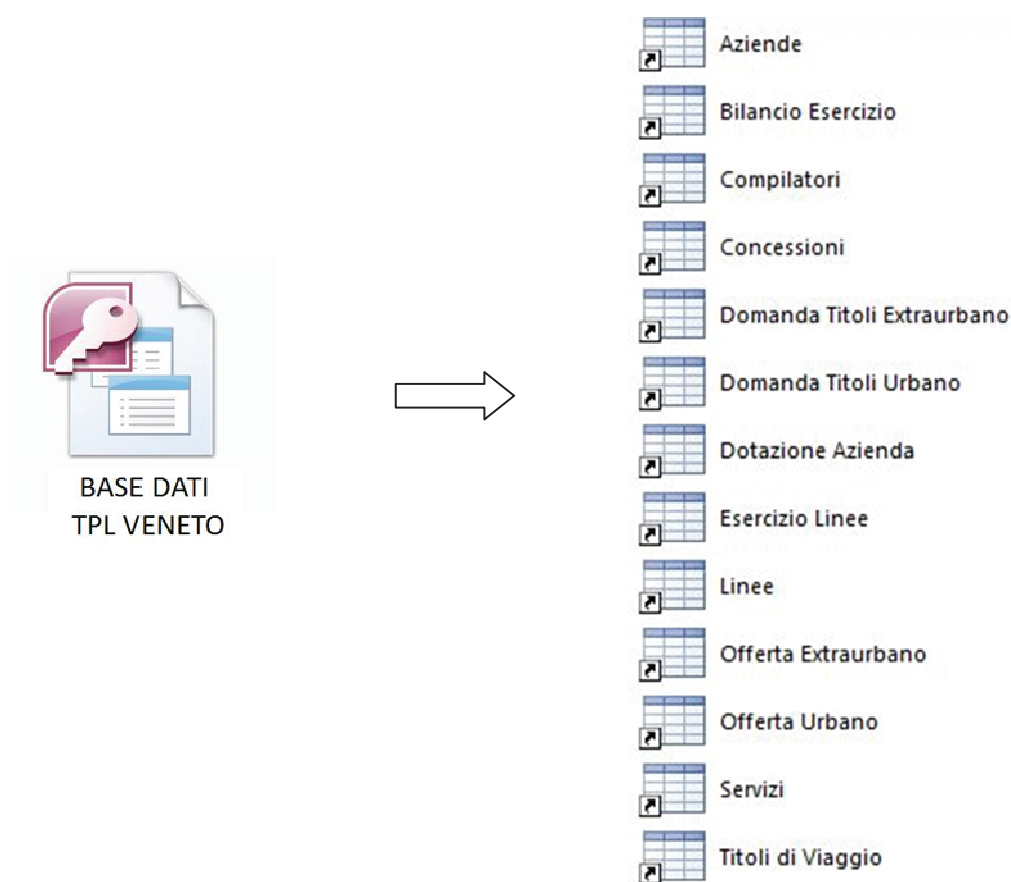 BASE DATI
TPL VENETO
Aziende
Bilancio Esercizio
Compilatori
Concessioni
Domanda Titoli Extraurbano
Domanda Titoli Urbano
Dotazione Azienda
Esercizio Linee
Linee
Offerta Extraurbano
Offerta Urbano
Servizi
Titoli di Viaggio